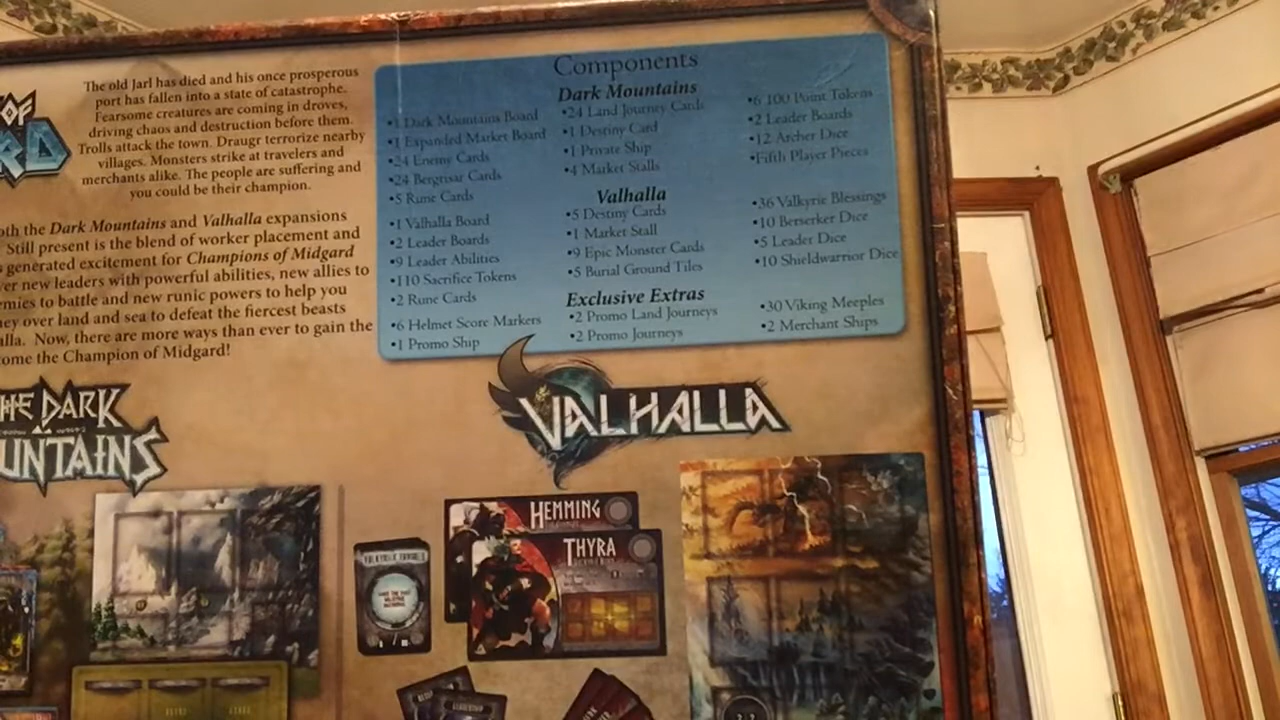 The old Jarl has died and his once prosperous
port has fallen into a state of catastrophe.
Fearsome creatures are coming in droves,
driving chaos and destruction before them.
Trolls attack the town. Draugr terrorize nearby
villages. Monsters strike at travelers and
merchants alike. The people are suffering and
you could be their champion.
OF
RD
oth the Dark Mountains and Valhalla expansions
Still present is the blend of worker placement and
generated excitement for Champions of Midgard
er new leaders with powerful abilities, new allies to
emies to battle and new runic powers to help you
ney over land and sea to defeat the fiercest beasts
alla. Now, there are more ways than ever to gain the
ome the Champion of Midgard!
Components
Dark Mountains
•1 Dark Mountains Board
•1 Expanded Market Board
•24 Enemy Cards
•24 Bergrisar Cards
•5 Rune Cards
•24 Land Journey Cards
•1 Destiny Card
•1 Private Ship
•4 Market Stalls
•6 100 Point Tokens
•2 Leader Boards
•12 Archer Dice
•Fifth Player Pieces
Valhalla
•1 Valhalla Board
•2 Leader Boards
•9 Leader Abilities
•110 Sacrifice Tokens
•2 Rune Cards
•5 Destiny Cards
•1 Market Stall
•9 Epic Monster Cards
•5 Burial Ground Tiles
•36 Valkyrie Blessings
•10 Berserker Dice
•5 Leader Dice
•10 Shieldwarrior Dice
Exclusive Extras
•6 Helmet Score Markers
•1 Promo Ship
•2 Promo Land Journeys
•2 Promo Journeys
•30 Viking Meeples
•2 Merchant Ships
HE DARK
UNTAINS
VALHALLA
HEMMING
THYRA